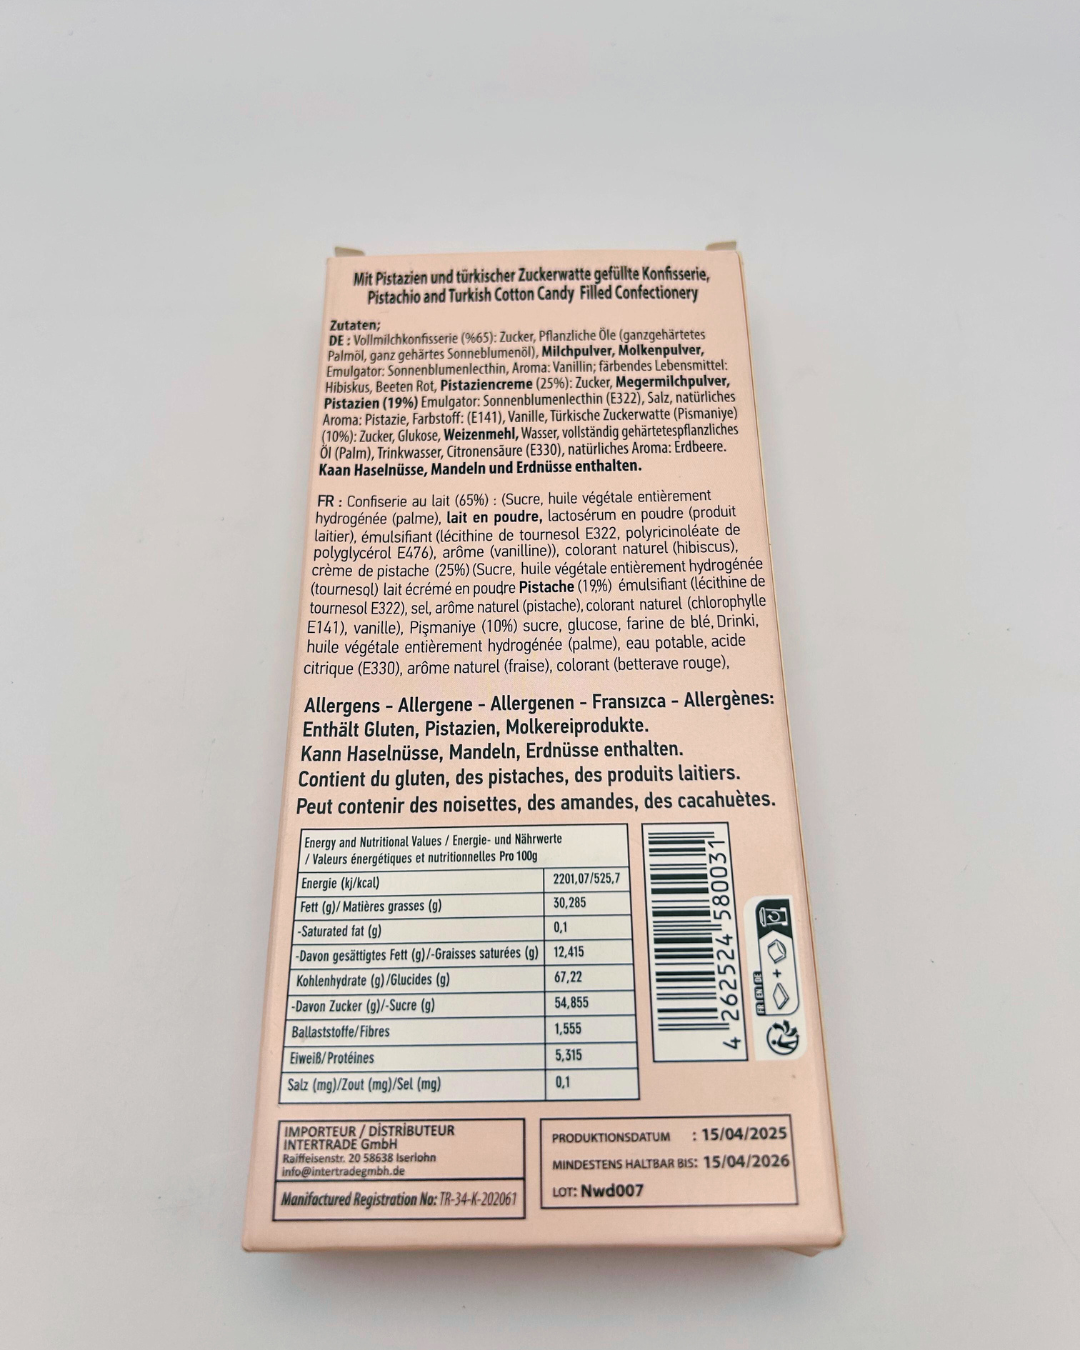 Mit Pistazien und türkischer Zuckerwatte gefüllte Konfisserie,
Pistachio and Turkish Cotton Candy Filled Confectionery
Zutaten;
DE : Vollmilchkonfisserie (%65): Zucker, Pflanzliche Öle (ganzgehärtetes
Palmöl, ganz gehärtes Sonneblumenöl), Milchpulver, Molkenpulver,
Emulgator: Sonnenblumenlecthin, Aroma: Vanillin; färbendes Lebensmittel:
Hibiskus, Beeten Rot, Pistaziencreme (25%): Zucker, Megermilchpulver,
Pistazien (19%) Emulgator: Sonnenblumenlecthin (E322), Salz, natürliches
Aroma: Pistazie, Farbstoff: (E141), Vanille, Türkische Zuckerwatte (Pismaniye)
(10%): Zucker, Glukose, Weizenmehl, Wasser, vollständig gehärtetespflanzliches
Öl (Palm), Trinkwasser, Citronensäure (E330), natürliches Aroma: Erdbeere.
Kaan Haselnüsse, Mandeln und Erdnüsse enthalten.
FR : Confiserie au lait (65%) : (Sucre, huile végétale entièrement
hydrogénée (palme), lait en poudre, lactosérum en poudre (produit
laitier), émulsifiant (lécithine de tournesol E322, polyricinoléate de
polyglycérol E476), arôme (vanilline)), colorant naturel (hibiscus),
crème de pistache (25%) (Sucre, huile végétale entièrement hydrogénée
(tournesol) lait écrémé en poudre Pistache (19%) émulsifiant (lécithine de
tournesol E322), sel, arôme naturel (pistache), colorant naturel (chlorophylle
E141), vanille), Pişmaniye (10%) sucre, glucose, farine de blé, Drinki,
huile végétale entièrement hydrogénée (palme), eau potable, acide
citrique (E330), arôme naturel (fraise), colorant (betterave rouge),
Allergens - Allergene - Allergenen - Fransızca - Allergènes:
Enthält Gluten, Pistazien, Molkereiprodukte.
Kann Haselnüsse, Mandeln, Erdnüsse enthalten.
Contient du gluten, des pistaches, des produits laitiers.
Peut contenir des noisettes, des amandes, des cacahuètes.
Energy and Nutritional Values / Energie- und Nährwerte
/ Valeurs énergétiques et nutritionnelles Pro 100g
Energie (kj/kcal) 2201,07/525,7
Fett (g)/ Matières grasses (g) 30,285
-Saturated fat (g) 0,1
-Davon gesättigtes Fett (g)/-Graisses saturées (g) 12,415
Kohlenhydrate (g)/Glucides (g) 67,22
-Davon Zucker (g)/-Sucre (g) 54,855
Ballaststoffe/Fibres 1,555
Eiweiß/Protéines 5,315
Salz (mg)/Zout (mg)/Sel (mg) 0,1
4 262524 580031
FR EN DE
IMPORTEUR / DİSTRİBUTEUR
INTERTRADE GmbH
Raiffeisenstr. 20 58638 Iserlohn
info@intertradegmbh.de
Manifactured Registration No: TR-34-K-202061
PRODUKTIONSDATUM : 15/04/2025
MINDESTENS HALTBAR BIS: 15/04/2026
LOT: Nwd007